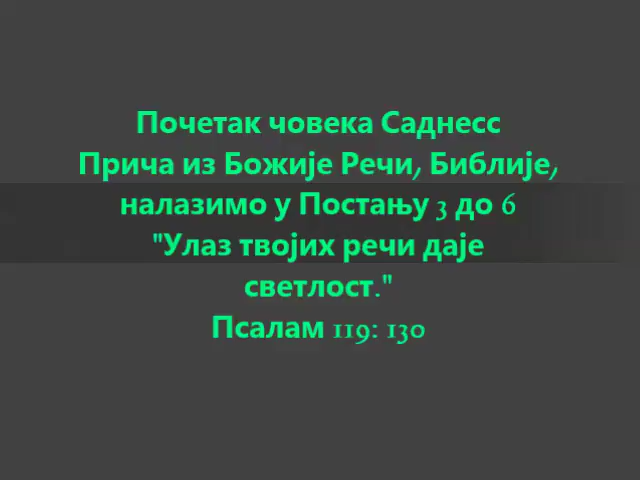 Почетак човека Саднесс
Прича из Божије Речи, Библије,
налазимо у Постању 3 до 6
"Улаз твојих речи даје
светлост."
Псалам 119: 130